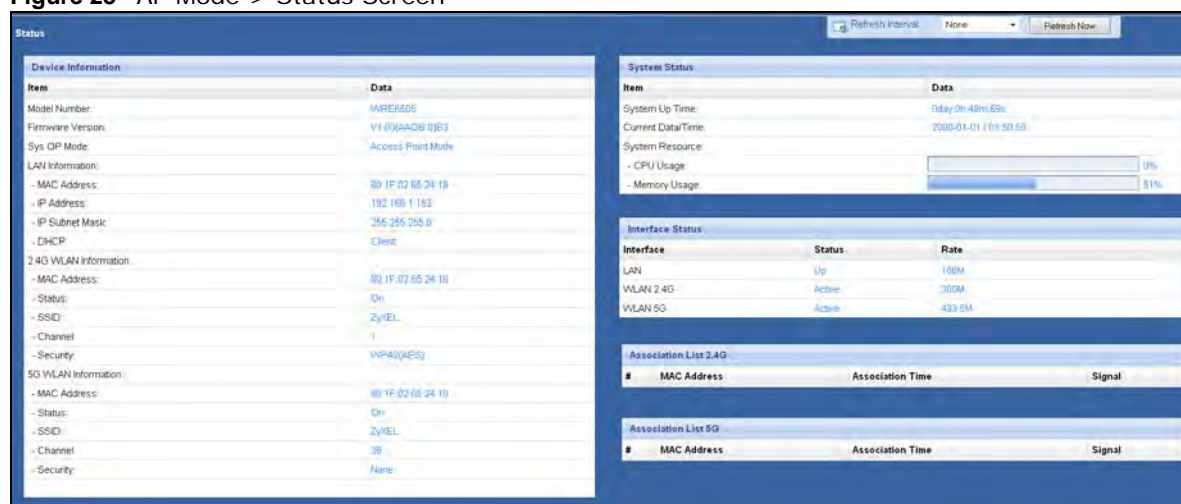 Figure 25 AP Mode > Status Screen
Status
Refresh Interval: None Refresh Now
Device Information
Item Data
Model Number: WRE6505
Firmware Version:
Sys OP Mode: Access Point Mode
LAN Information:
- MAC Address:
- IP Address: 192.168.1.153
- IP Subnet Mask: 255.255.255.0
- DHCP: Client
2.4G WLAN Information:
- MAC Address:
- Status: On
- SSID: ZyXEL
- Channel: 1
- Security: WPA2(AES)
5G WLAN Information:
- MAC Address:
- Status: On
- SSID: ZyXEL
- Channel: 36
- Security: None
System Status
Item Data
System Up Time:
Current Data/Time:
System Resource:
- CPU Usage: 0%
- Memory Usage: 51%
Interface Status
Interface Status Rate
LAN Up 100M
WLAN 2.4G Active 300M
WLAN 5G Active 433.5M
Association List 2.4G
# MAC Address Association Time Signal
Association List 5G
# MAC Address Association Time Signal